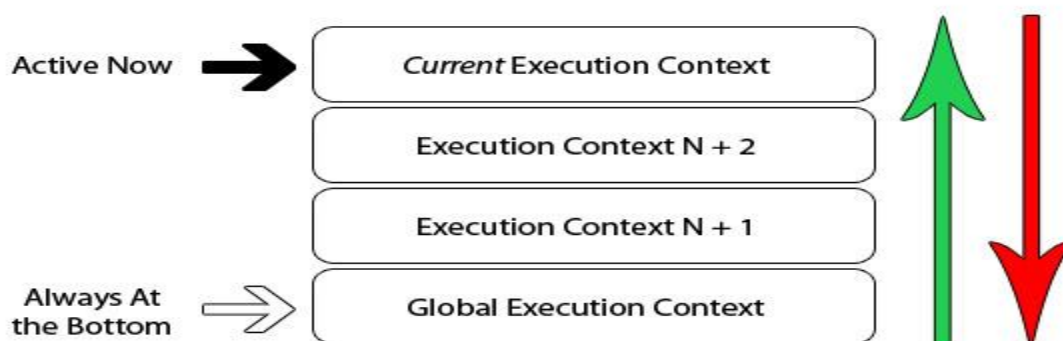 Active Now
Current Execution Context
Execution Context N + 2
Execution Context N + 1
Always At
the Bottom
Global Execution Context